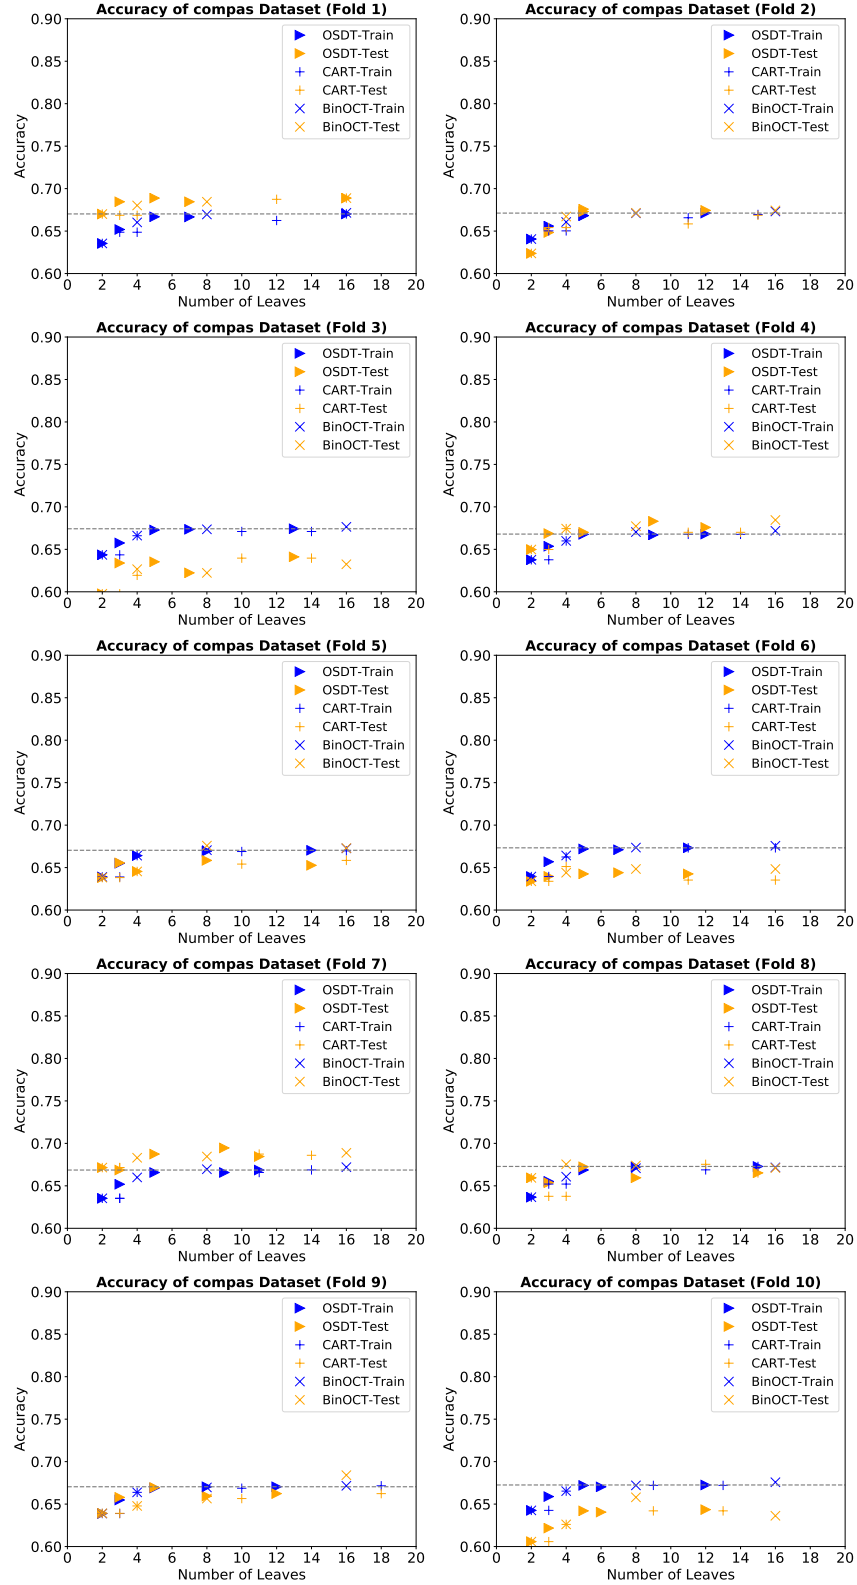 Accuracy of compas Dataset (Fold 1)
0.90
0.85
0.80
0.75
0.70
0.65
0.60
Accuracy
OSDT-Train
OSDT-Test
CART-Train
CART-Test
BinOCT-Train
BinOCT-Test
0 2 4 6 8 10 12 14 16 18 20
Number of Leaves
Accuracy of compas Dataset (Fold 2)
0.90
0.85
0.80
0.75
0.70
0.65
0.60
Accuracy
OSDT-Train
OSDT-Test
CART-Train
CART-Test
BinOCT-Train
BinOCT-Test
0 2 4 6 8 10 12 14 16 18 20
Number of Leaves
Accuracy of compas Dataset (Fold 3)
0.90
0.85
0.80
0.75
0.70
0.65
0.60
Accuracy
OSDT-Train
OSDT-Test
CART-Train
CART-Test
BinOCT-Train
BinOCT-Test
0 2 4 6 8 10 12 14 16 18 20
Number of Leaves
Accuracy of compas Dataset (Fold 4)
0.90
0.85
0.80
0.75
0.70
0.65
0.60
Accuracy
OSDT-Train
OSDT-Test
CART-Train
CART-Test
BinOCT-Train
BinOCT-Test
0 2 4 6 8 10 12 14 16 18 20
Number of Leaves
Accuracy of compas Dataset (Fold 5)
0.90
0.85
0.80
0.75
0.70
0.65
0.60
Accuracy
OSDT-Train
OSDT-Test
CART-Train
CART-Test
BinOCT-Train
BinOCT-Test
0 2 4 6 8 10 12 14 16 18 20
Number of Leaves
Accuracy of compas Dataset (Fold 6)
0.90
0.85
0.80
0.75
0.70
0.65
0.60
Accuracy
OSDT-Train
OSDT-Test
CART-Train
CART-Test
BinOCT-Train
BinOCT-Test
0 2 4 6 8 10 12 14 16 18 20
Number of Leaves
Accuracy of compas Dataset (Fold 7)
0.90
0.85
0.80
0.75
0.70
0.65
0.60
Accuracy
OSDT-Train
OSDT-Test
CART-Train
CART-Test
BinOCT-Train
BinOCT-Test
0 2 4 6 8 10 12 14 16 18 20
Number of Leaves
Accuracy of compas Dataset (Fold 8)
0.90
0.85
0.80
0.75
0.70
0.65
0.60
Accuracy
OSDT-Train
OSDT-Test
CART-Train
CART-Test
BinOCT-Train
BinOCT-Test
0 2 4 6 8 10 12 14 16 18 20
Number of Leaves
Accuracy of compas Dataset (Fold 9)
0.90
0.85
0.80
0.75
0.70
0.65
0.60
Accuracy
OSDT-Train
OSDT-Test
CART-Train
CART-Test
BinOCT-Train
BinOCT-Test
0 2 4 6 8 10 12 14 16 18 20
Number of Leaves
Accuracy of compas Dataset (Fold 10)
0.90
0.85
0.80
0.75
0.70
0.65
0.60
Accuracy
OSDT-Train
OSDT-Test
CART-Train
CART-Test
BinOCT-Train
BinOCT-Test
0 2 4 6 8 10 12 14 16 18 20
Number of Leaves